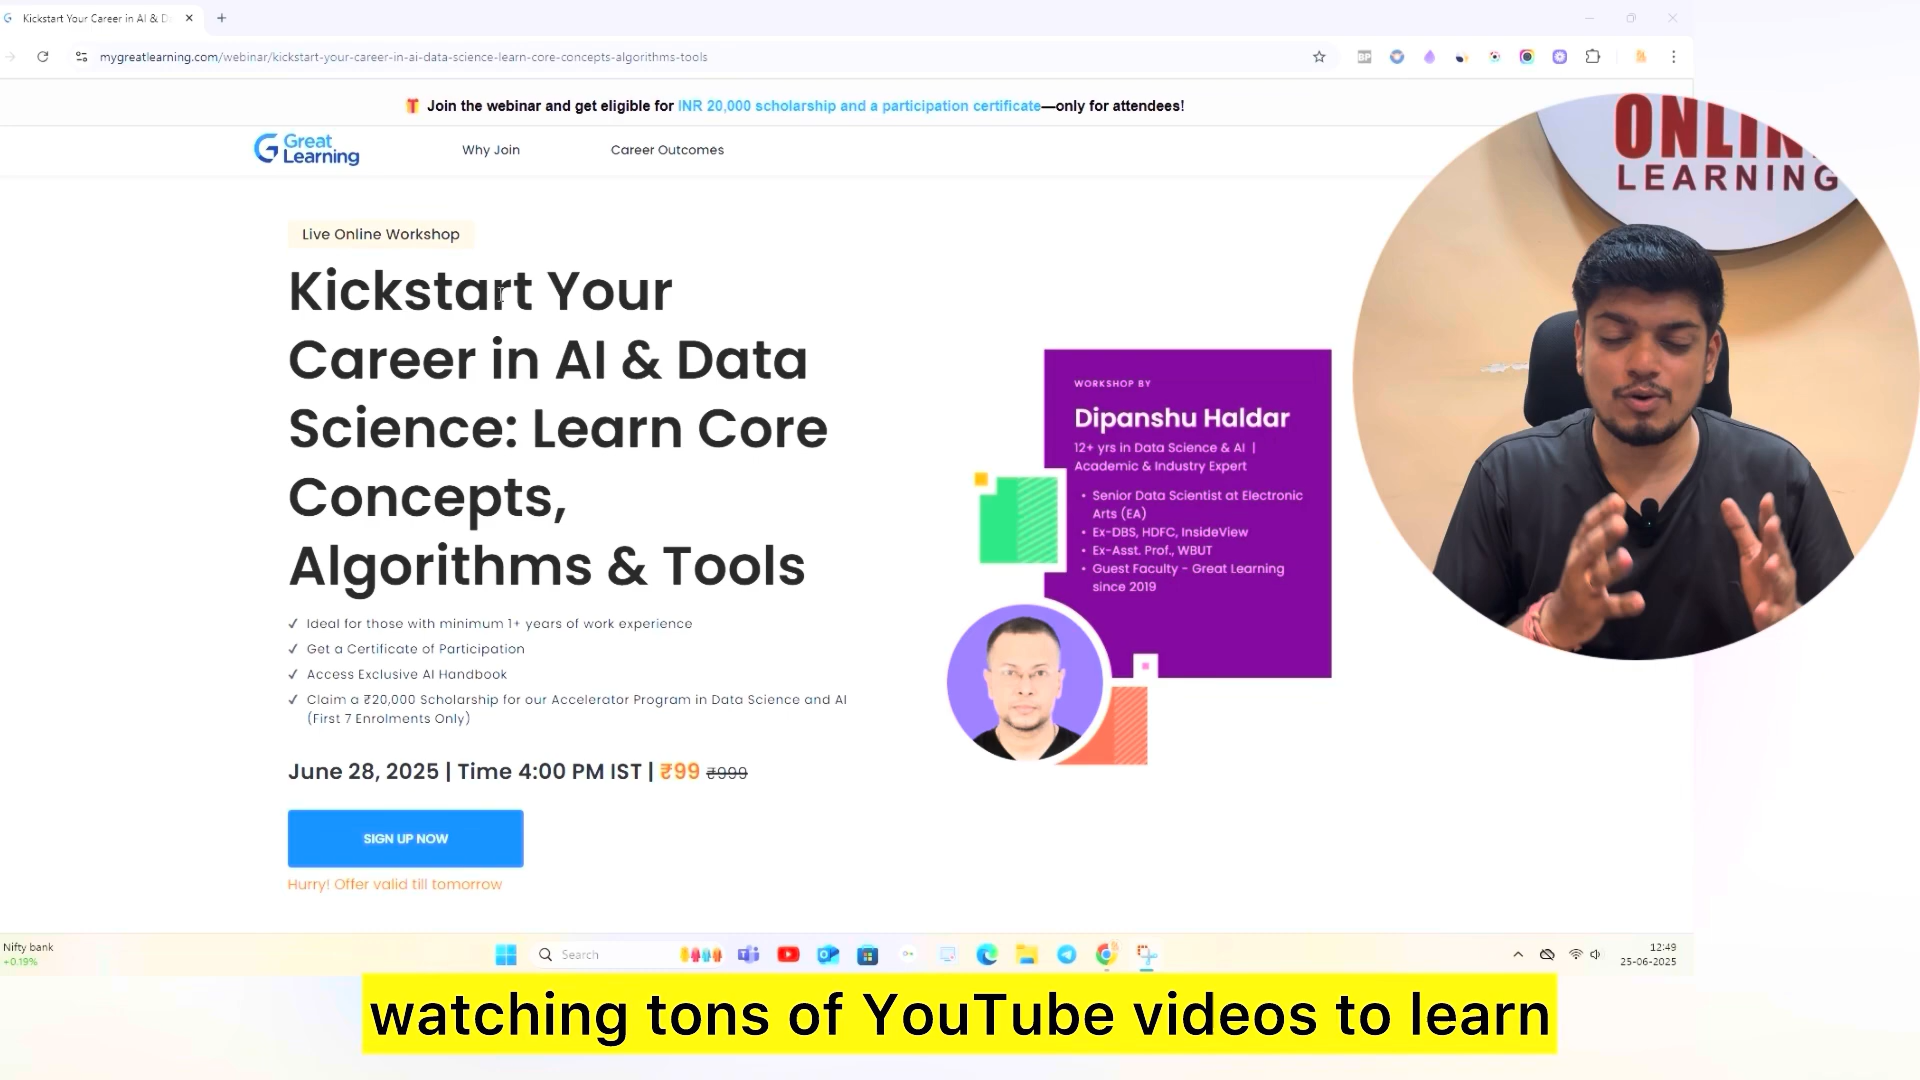 Kickstart Your Career in AI & D
mygreatlearning.com/webinar/kickstart-your-career-in-ai-data-science-learn-core-concepts-algorithms-tools
BP
Join the webinar and get eligible for INR 20,000 scholarship and a participation certificate—only for attendees!
Great
Learning
Why Join
Career Outcomes
ONLIN
LEARNING
Live Online Workshop
Kickstart Your
Career in AI & Data
Science: Learn Core
Concepts,
Algorithms & Tools
✓ Ideal for those with minimum 1+ years of work experience
✓ Get a Certificate of Participation
✓ Access Exclusive AI Handbook
✓ Claim a ₹20,000 Scholarship for our Accelerator Program in Data Science and AI
(First 7 Enrolments Only)
June 28, 2025 | Time 4:00 PM IST | ₹99 ₹999
SIGN UP NOW
Hurry! Offer valid till tomorrow
WORKSHOP BY
Dipanshu Haldar
12+ yrs in Data Science & AI |
Academic & Industry Expert
• Senior Data Scientist at Electronic
Arts (EA)
• Ex-DBS, HDFC, InsideView
• Ex-Asst. Prof., WBUT
• Guest Faculty - Great Learning
since 2019
Nifty bank
+0.19%
Search
12:49
25-06-2025
watching tons of YouTube videos to learn